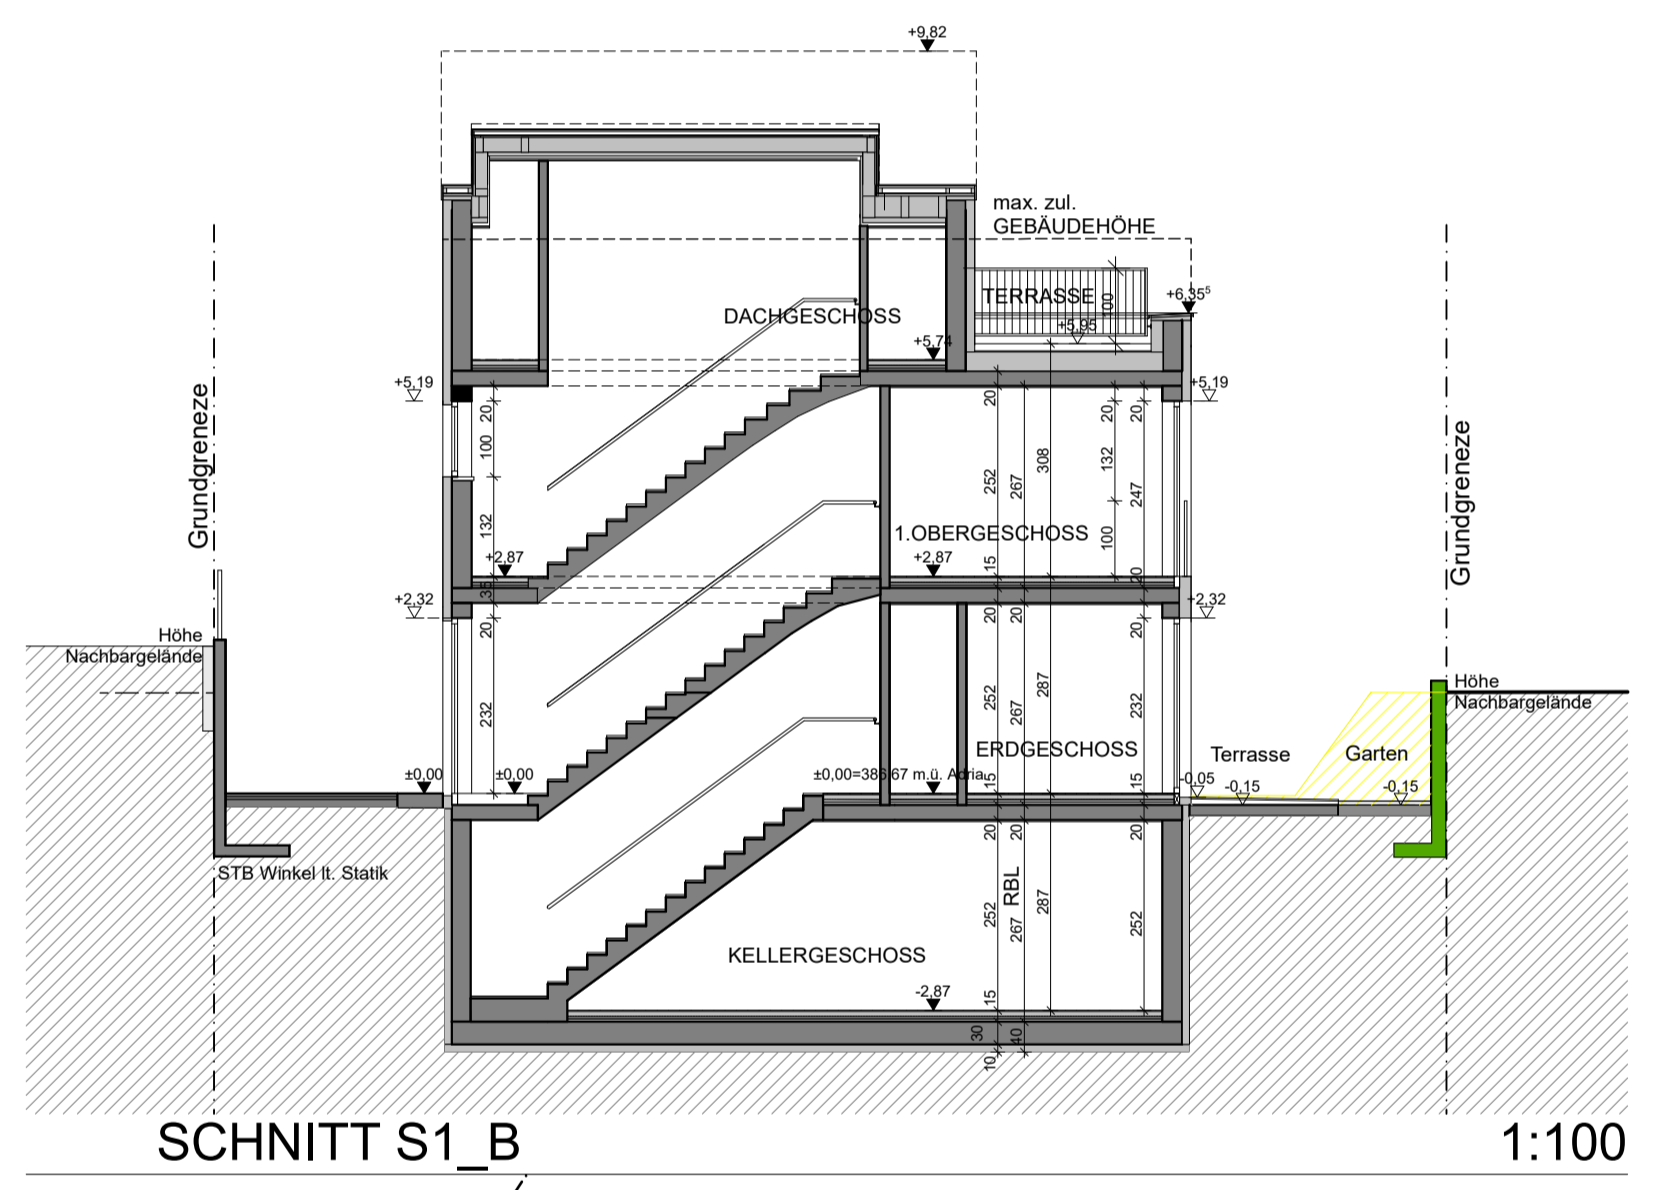 +9,82
max. zul.
GEBÄUDEHÖHE
TERRASSE
100
+6,35⁵
+5,95
DACHGESCHOSS
+5,74
+5,19
+5,19
20
100
132
+2,87
35
+2,32
20
232
±0,00
±0,00
Grundgreneze
Höhe
Nachbargelände
STB Winkel lt. Statik
20
252
267
308
20
132
100
20
247
20
1.OBERGESCHOSS
+2,87
15
+2,32
20
20
20
252
267
287
232
ERDGESCHOSS
±0,00=386,67 m.ü. Adria
15
15
-0,05
-0,15
Terrasse
Garten
-0,15
Grundgreneze
Höhe
Nachbargelände
20
20
20
RBL
252
267
287
252
KELLERGESCHOSS
-2,87
15
30
40
10
SCHNITT S1_B
1:100